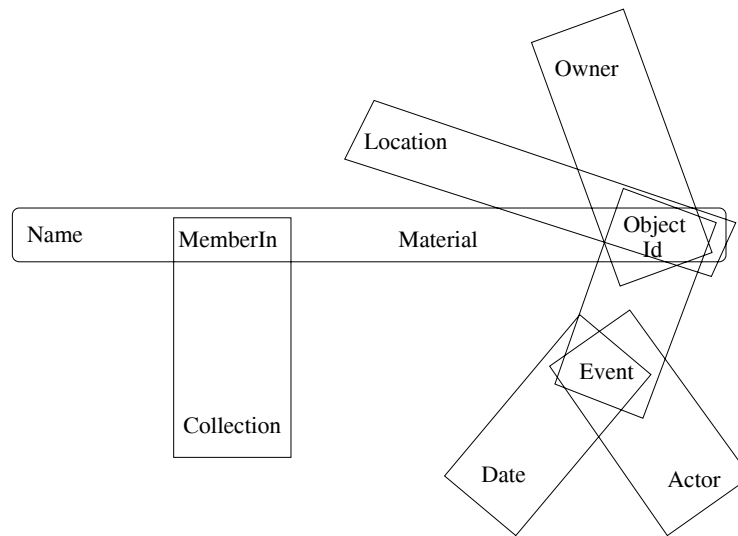 Owner
Location
Name
MemberIn
Material
Object
Id
Event
Collection
Date
Actor